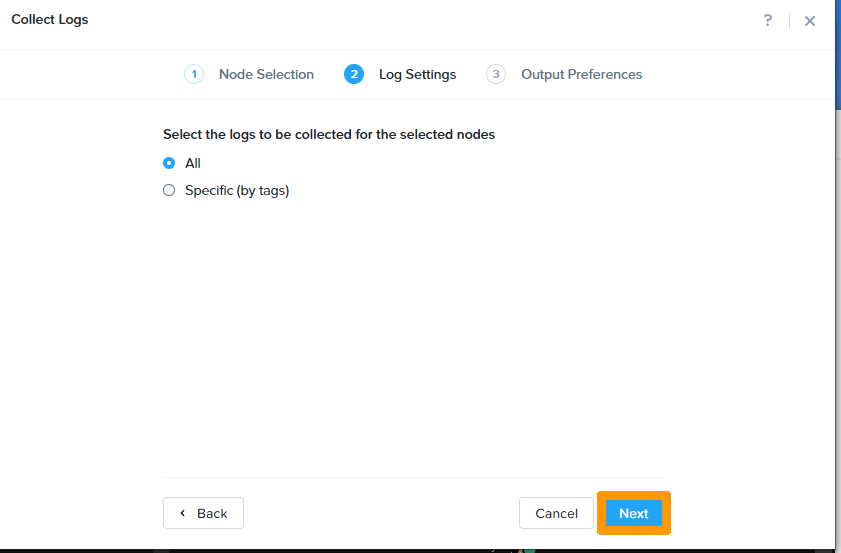 Collect Logs ?
1 Node Selection 2 Log Settings 3 Output Preferences
Select the logs to be collected for the selected nodes
All
Specific (by tags)
Back Cancel Next